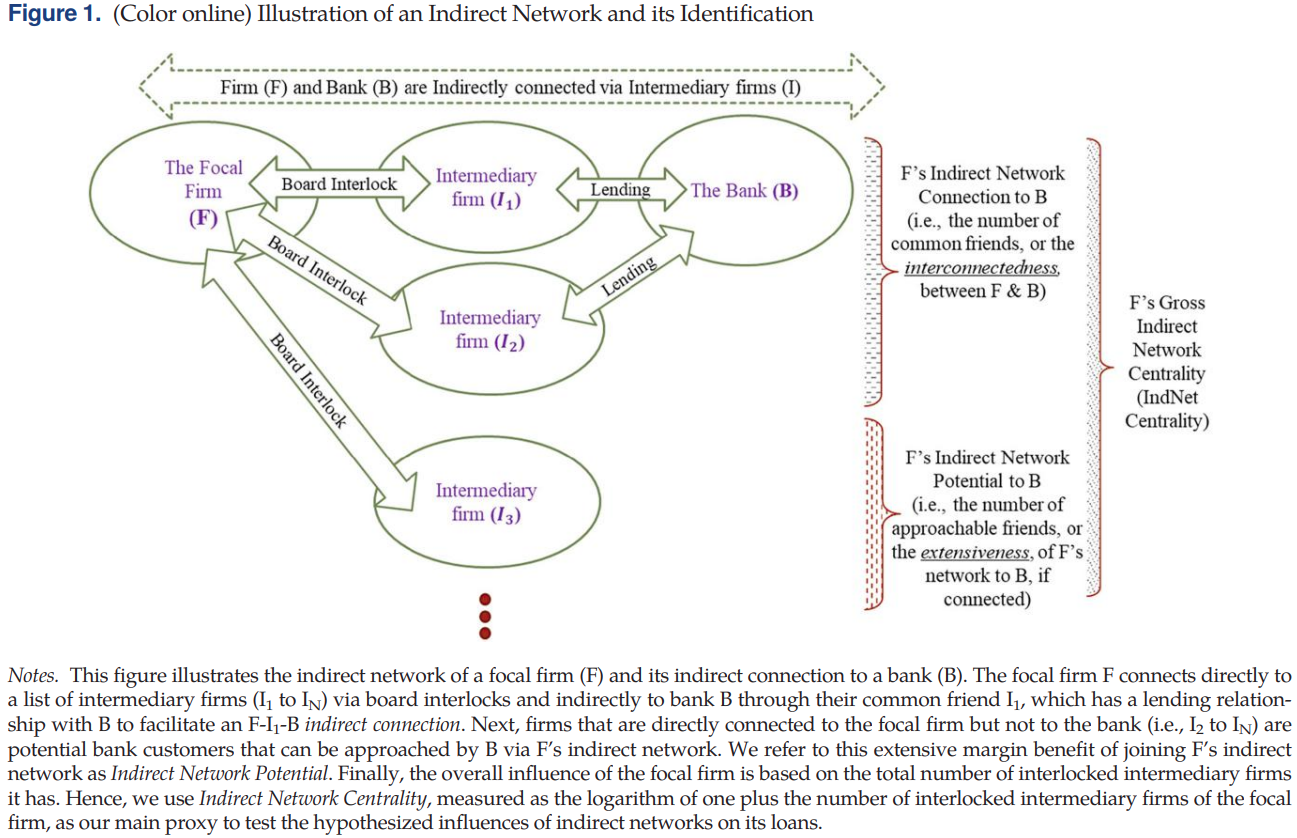 Figure 1. (Color online) Illustration of an Indirect Network and its Identification
Firm (F) and Bank (B) are Indirectly connected via Intermediary firms (I)
The Focal
Firm
(F)
Board Interlock
Intermediary
firm (I₁)
Lending
The Bank (B)
Board Interlock
Intermediary
firm (I₂)
Lending
Board Interlock
Intermediary
firm (I₃)
F's Indirect Network
Connection to B
(i.e., the number of
common friends, or the
interconnectedness,
between F & B)
F's Indirect Network
Potential to B
(i.e., the number of
approachable friends, or
the extensiveness, of F's
network to B, if
connected)
F's Gross
Indirect
Network
Centrality
(IndNet
Centrality)
Notes. This figure illustrates the indirect network of a focal firm (F) and its indirect connection to a bank (B). The focal firm F connects directly to
a list of intermediary firms (I₁ to I_N) via board interlocks and indirectly to bank B through their common friend I₁, which has a lending relation-
ship with B to facilitate an F-I₁-B indirect connection. Next, firms that are directly connected to the focal firm but not to the bank (i.e., I₂ to I_N) are
potential bank customers that can be approached by B via F's indirect network. We refer to this extensive margin benefit of joining F's indirect
network as Indirect Network Potential. Finally, the overall influence of the focal firm is based on the total number of interlocked intermediary firms
it has. Hence, we use Indirect Network Centrality, measured as the logarithm of one plus the number of interlocked intermediary firms of the focal
firm, as our main proxy to test the hypothesized influences of indirect networks on its loans.